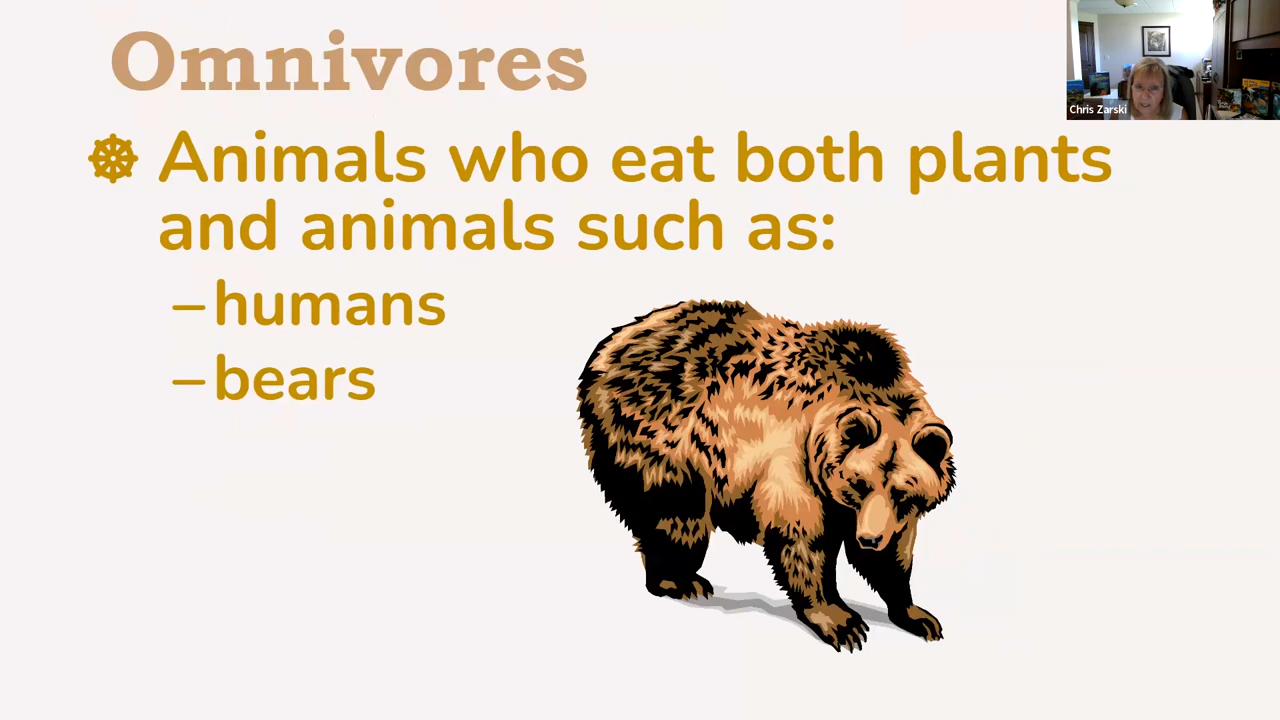 Omnivores
Chris Zarski
Animals who eat both plants
and animals such as:
–humans
–bears